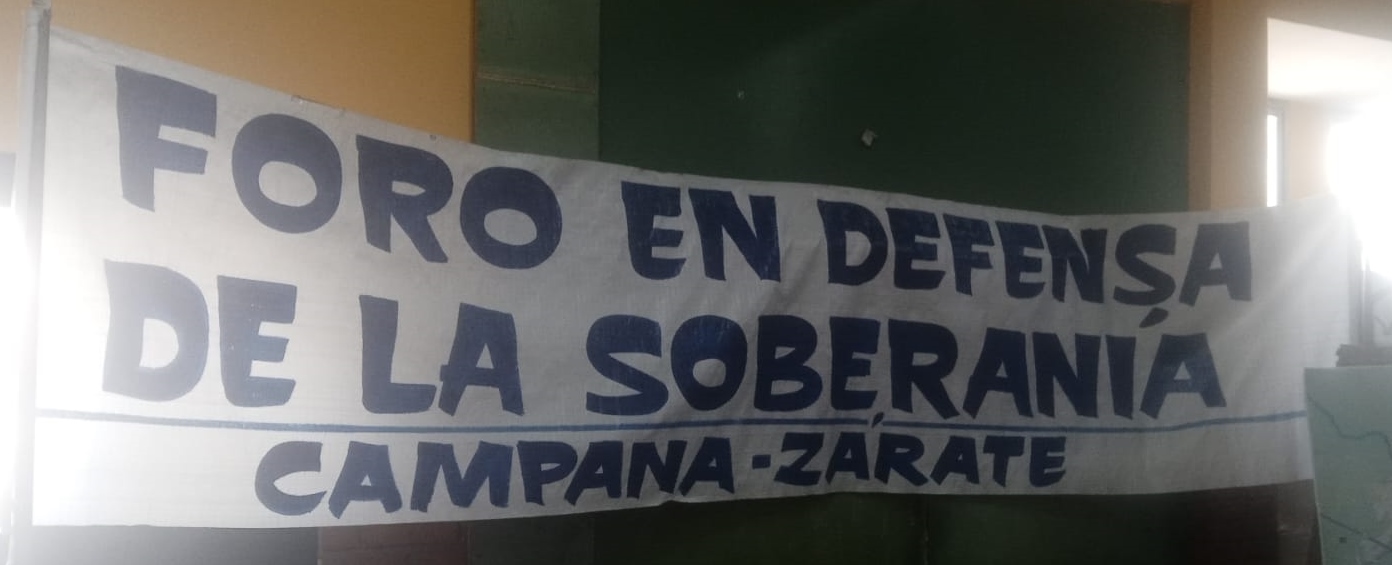 FORO EN DEFENSA
DE LA SOBERANÍA
CAMPANA-ZÁRATE